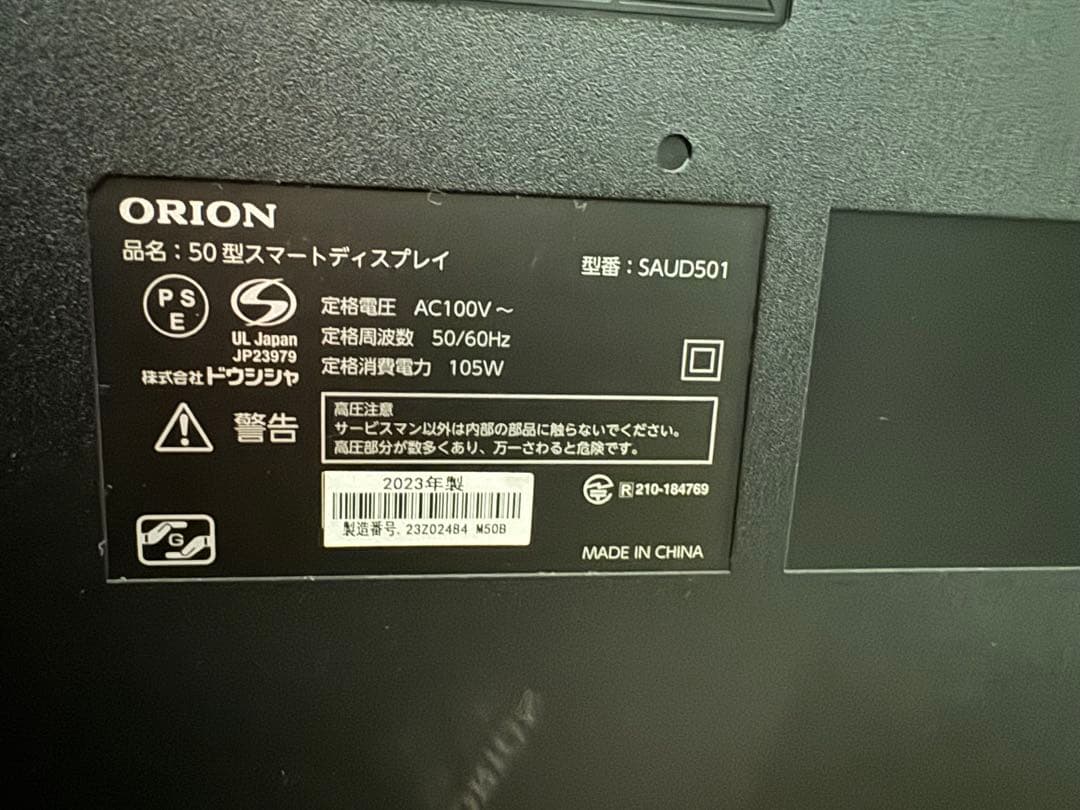 ORION
品名：50型スマートディスプレイ
型番：SAUD501
PS
E
UL Japan
JP23979
株式会社ドウシシャ
定格電圧 AC100V～
定格周波数 50/60Hz
定格消費電力 105W
警告
高圧注意
サービスマン以外は内部の部品に触らないでください。
高圧部分が数多くあり、万一さわると危険です。
2023年製
製造番号. 23Z02484 M50B
R 210-184769
G
MADE IN CHINA